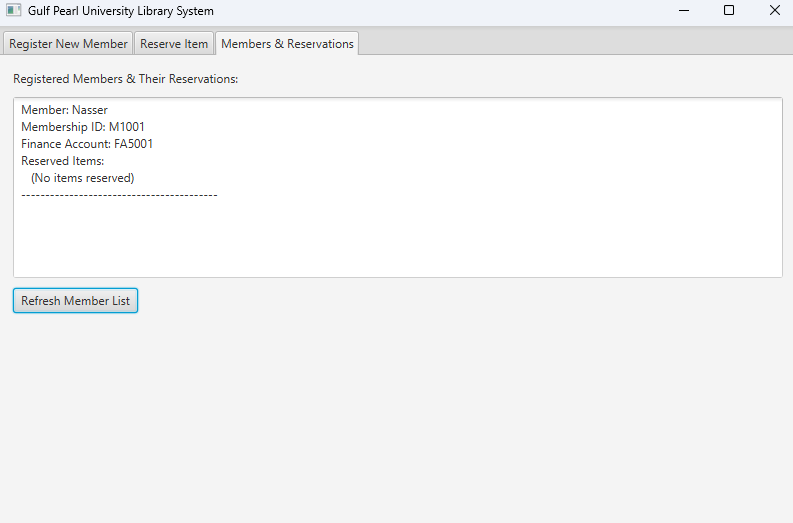 Gulf Pearl University Library System
Register New Member
Reserve Item
Members & Reservations
Registered Members & Their Reservations:
Member: Nasser
Membership ID: M1001
Finance Account: FA5001
Reserved Items:
(No items reserved)
-----------------------------------------
Refresh Member List